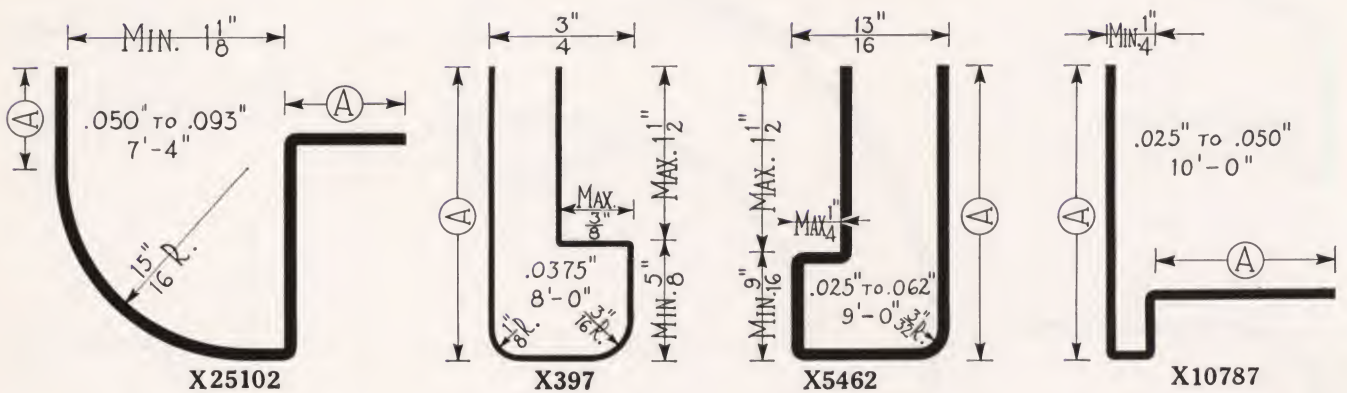 MIN. 1 1/8"
A
A
.050" TO .093"
7'-4"
15/16" R.
X25102
3/4"
A
MAX. 1 1/2"
MAX. 3/8"
MIN. 5/8"
.0375"
8'-0"
1/8" R.
3/16" R.
X397
13/16"
MAX. 1 1/2"
MAX. 1/4"
MIN. 9/16"
A
.025" TO .062"
9'-0"
3/32" R.
X5462
MIN. 1/4"
A
.025" TO .050"
10'-0"
A
X10787